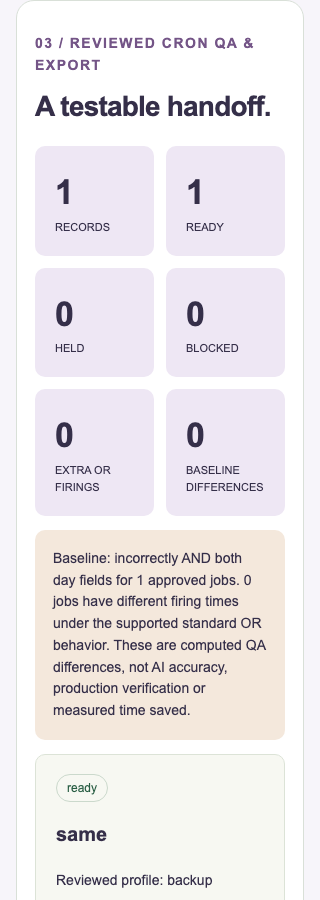 03 / REVIEWED CRON QA &
EXPORT
A testable handoff.
1
RECORDS
1
READY
0
HELD
0
BLOCKED
0
EXTRA OR
FIRINGS
0
BASELINE
DIFFERENCES
Baseline: incorrectly AND both
day fields for 1 approved jobs. 0
jobs have different firing times
under the supported standard OR
behavior. These are computed QA
differences, not AI accuracy,
production verification or
measured time saved.
ready
same
Reviewed profile: backup